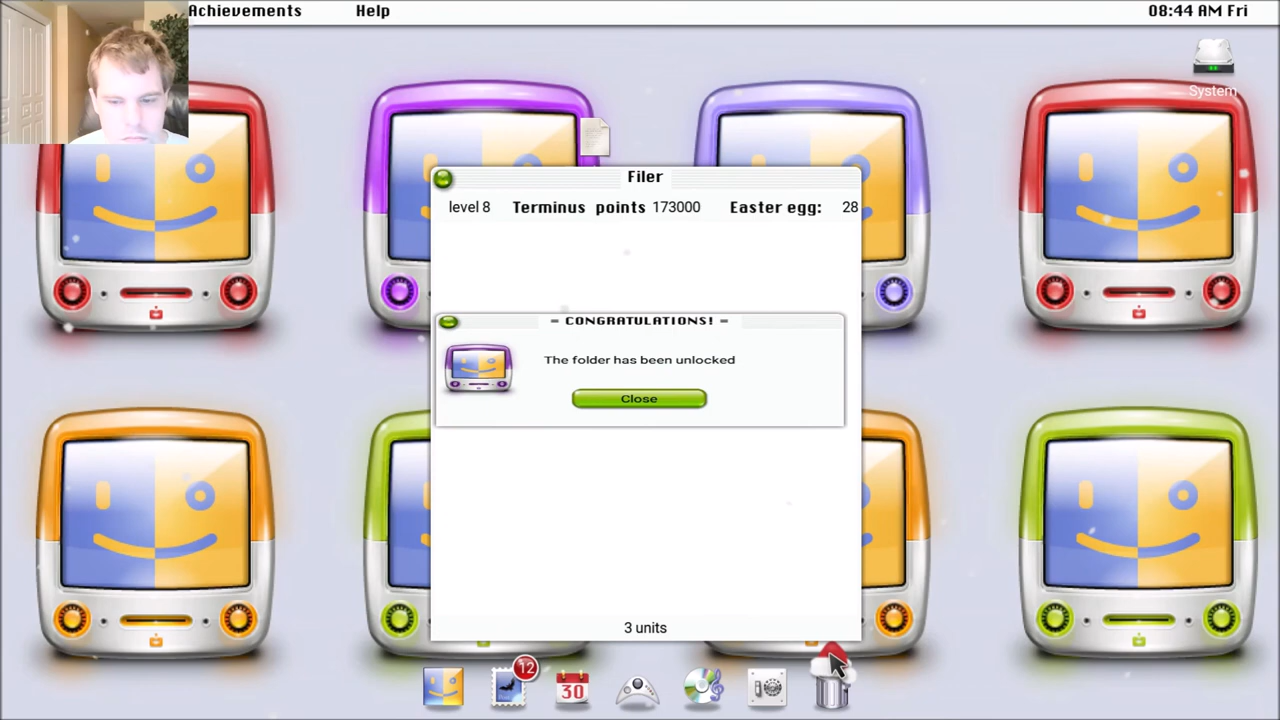 Achievements Help 08:44 AM Fri
System
Filer
level 8 Terminus points 173000 Easter egg: 28
= CONGRATULATIONS! =
The folder has been unlocked
Close
3 units
12
30